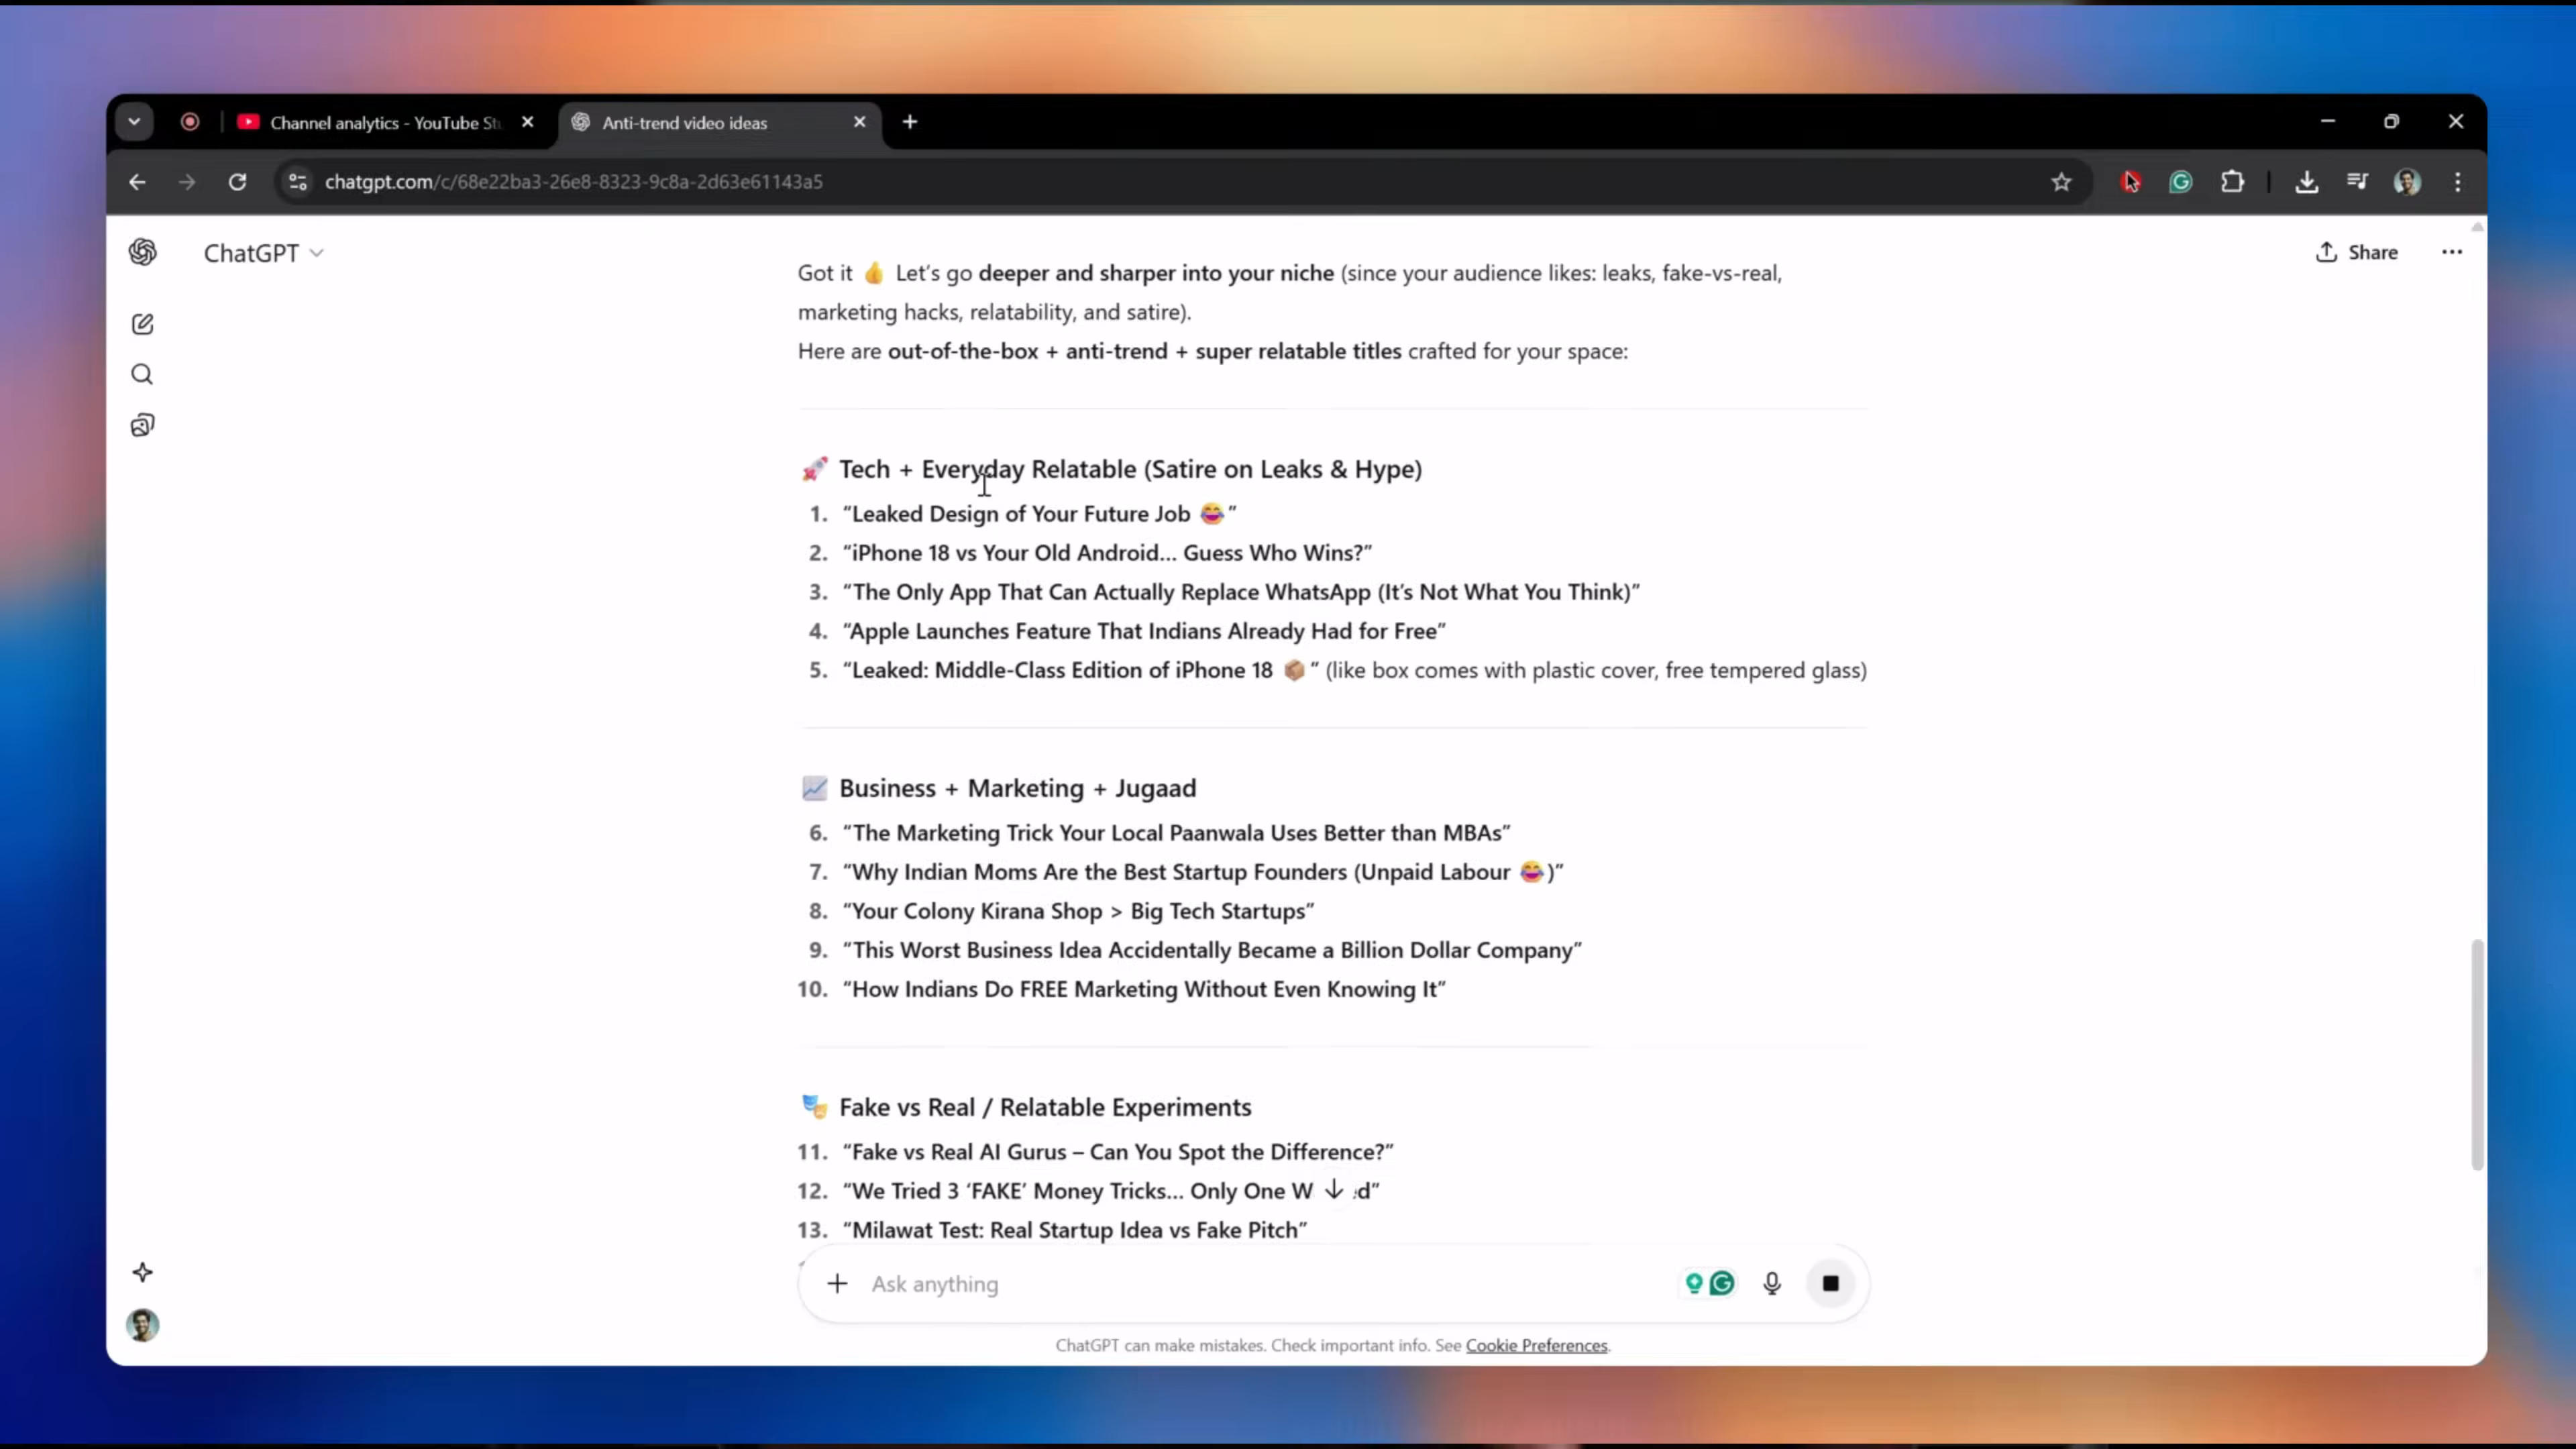 Channel analytics - YouTube St
Anti-trend video ideas
chatgpt.com/c/68e22ba3-26e8-8323-9c8a-2d63e61143a5
ChatGPT
Share
Got it 👍 Let's go deeper and sharper into your niche (since your audience likes: leaks, fake-vs-real,
marketing hacks, relatability, and satire).
Here are out-of-the-box + anti-trend + super relatable titles crafted for your space:
🚀 Tech + Everyday Relatable (Satire on Leaks & Hype)
1. “Leaked Design of Your Future Job 😂”
2. “iPhone 18 vs Your Old Android… Guess Who Wins?”
3. “The Only App That Can Actually Replace WhatsApp (It's Not What You Think)”
4. “Apple Launches Feature That Indians Already Had for Free”
5. “Leaked: Middle-Class Edition of iPhone 18 📦” (like box comes with plastic cover, free tempered glass)
📈 Business + Marketing + Jugaad
6. “The Marketing Trick Your Local Paanwala Uses Better than MBAs”
7. “Why Indian Moms Are the Best Startup Founders (Unpaid Labour 😂)”
8. “Your Colony Kirana Shop > Big Tech Startups”
9. “This Worst Business Idea Accidentally Became a Billion Dollar Company”
10. “How Indians Do FREE Marketing Without Even Knowing It”
🎭 Fake vs Real / Relatable Experiments
11. “Fake vs Real AI Gurus – Can You Spot the Difference?”
12. “We Tried 3 ‘FAKE’ Money Tricks… Only One W
13. “Milawat Test: Real Startup Idea vs Fake Pitch”
Ask anything
ChatGPT can make mistakes. Check important info. See Cookie Preferences.